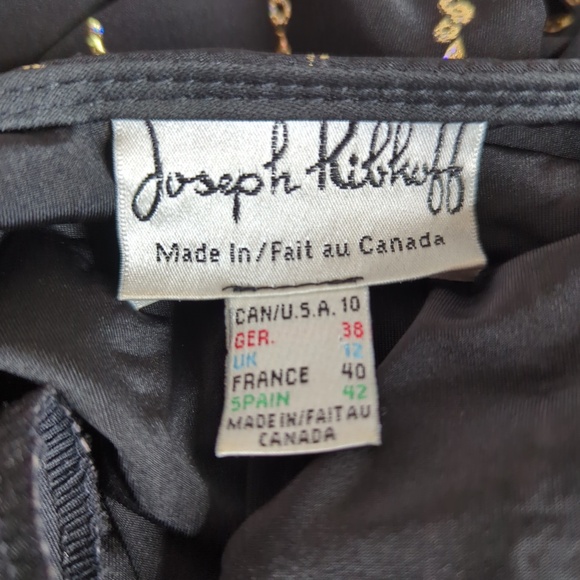 Joseph Ribkoff
Made In/Fait au Canada
CAN/U.S.A. 10
GER. 38
UK 12
FRANCE 40
SPAIN 42
MADE IN/FAIT AU
CANADA